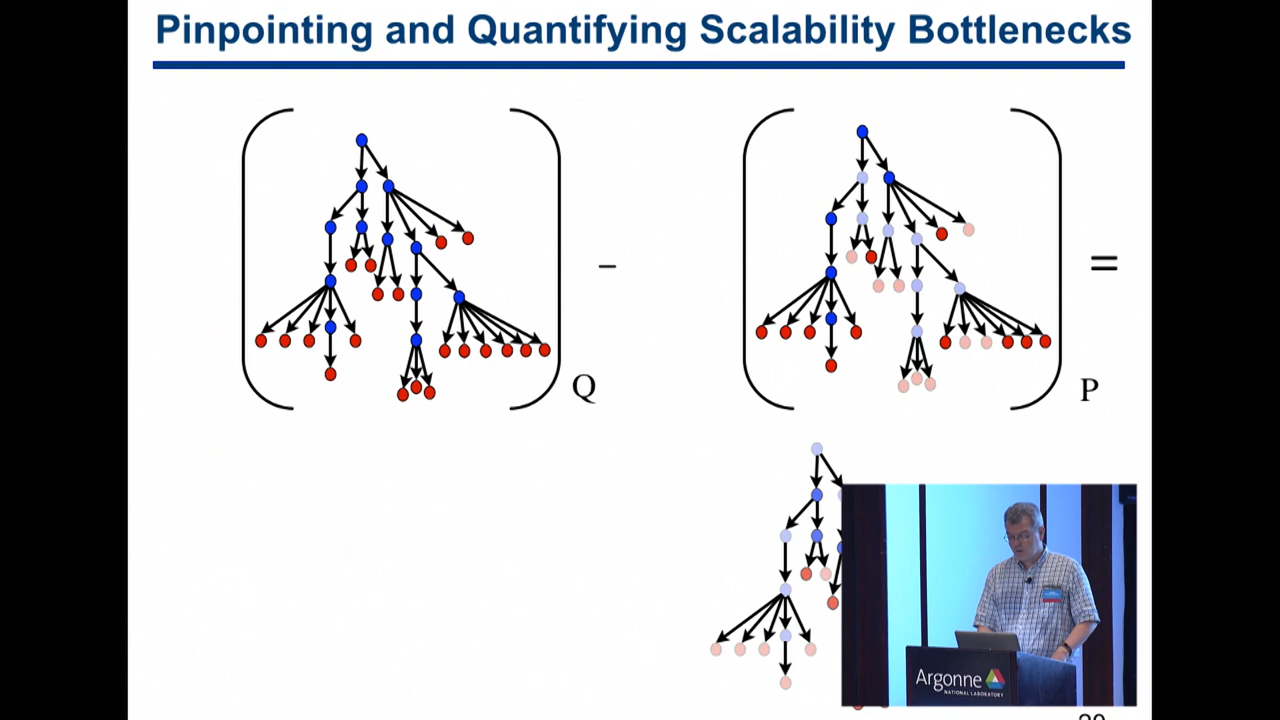 Pinpointing and Quantifying Scalability Bottlenecks
–
=
Q
P
Argonne
NATIONAL LABORATORY